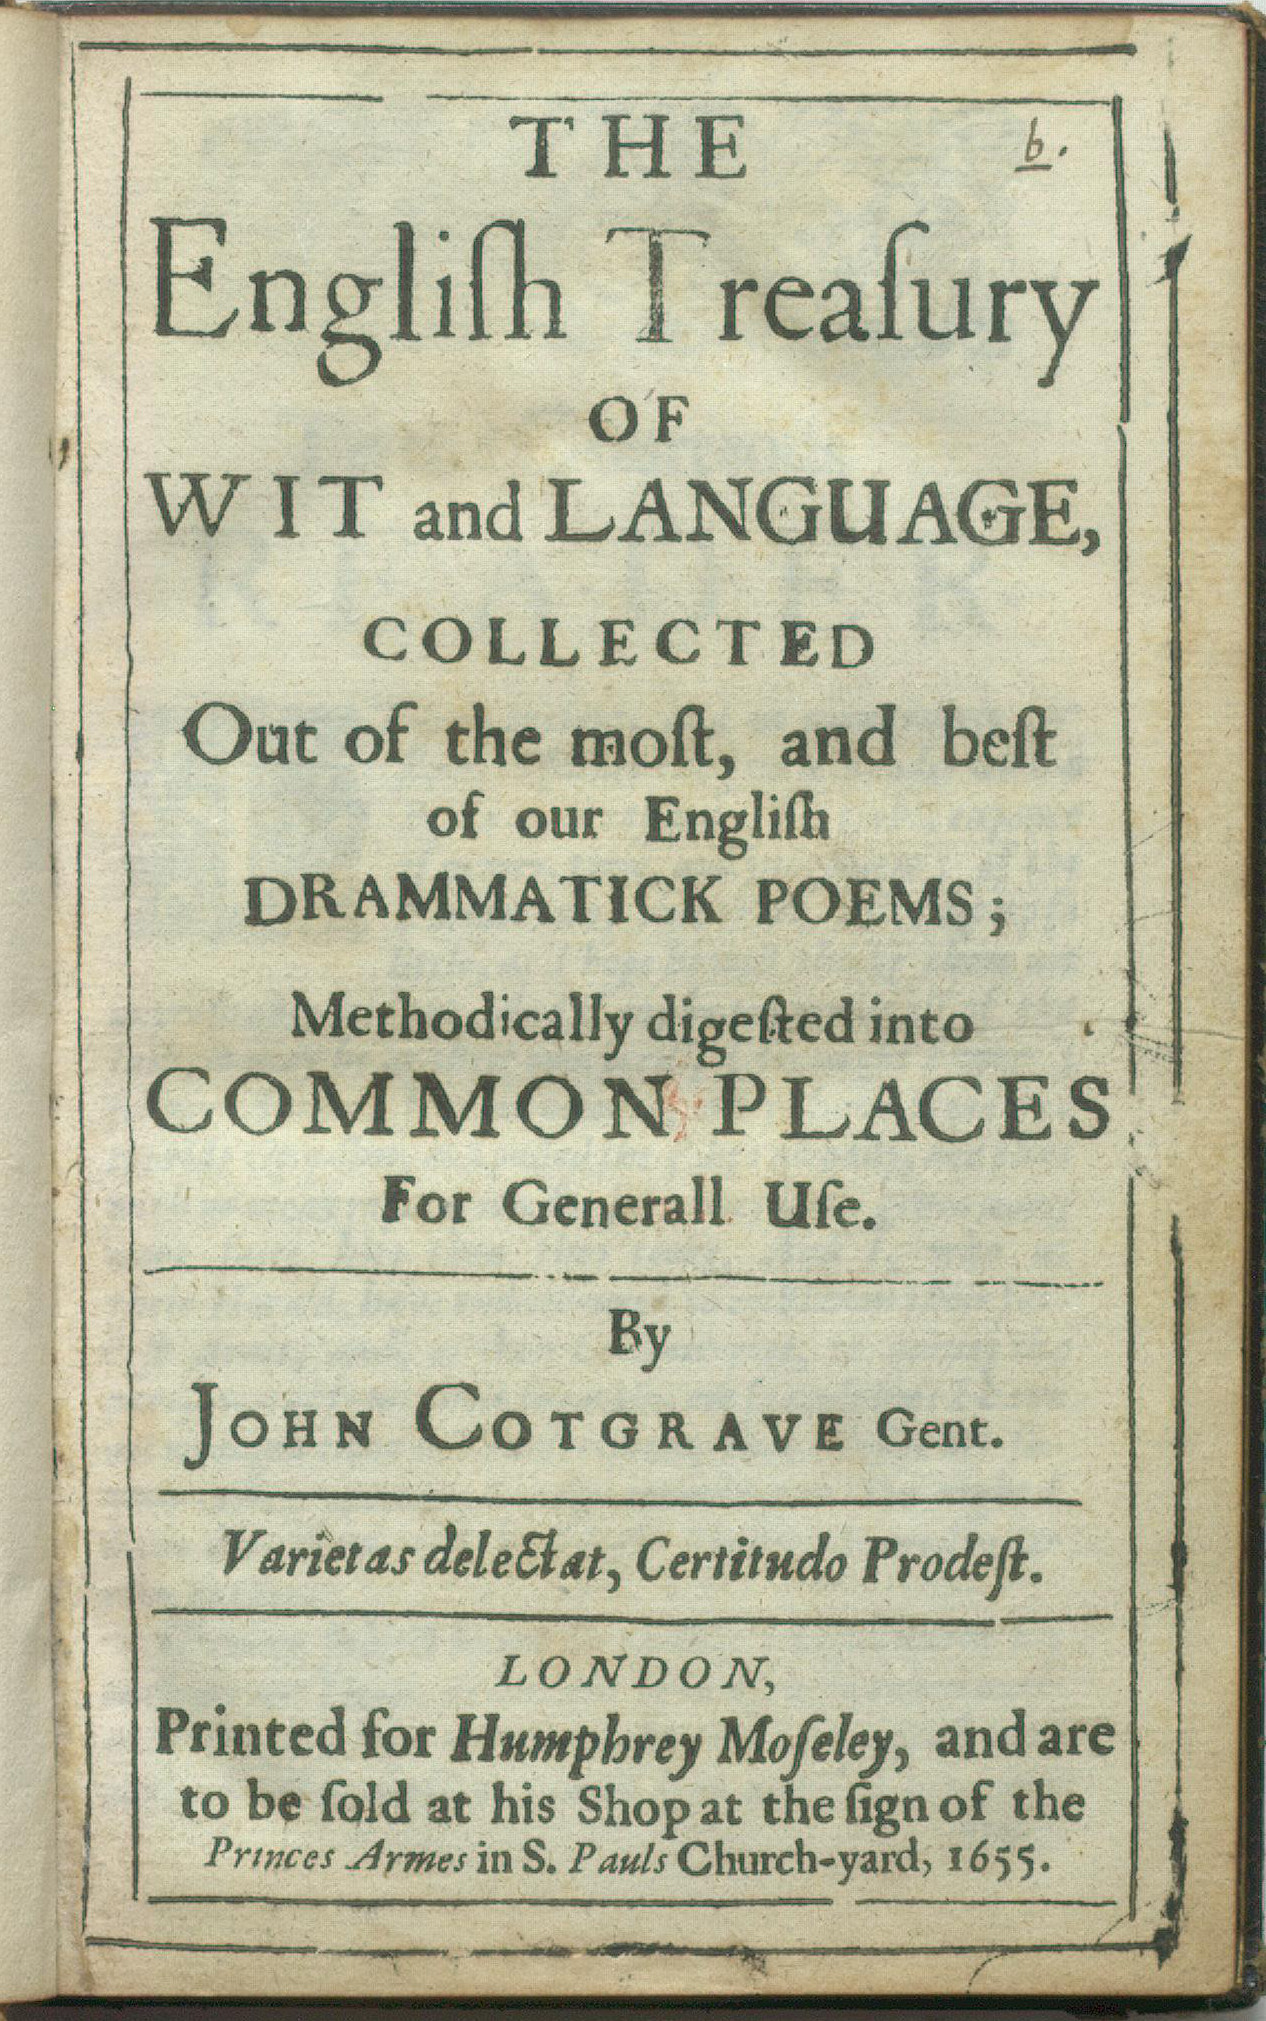 THE
b.
Engliſh Treaſury
OF
WIT and LANGUAGE,
COLLECTED
Out of the moſt, and beſt
of our Engliſh
DRAMMATICK POEMS;
Methodically digeſted into
COMMON PLACES
For Generall Uſe.
By
JOHN COTGRAVE Gent.
Varietas delectat, Certitudo Prodeſt.
LONDON,
Printed for Humphrey Moſeley, and are
to be ſold at his Shop at the ſign of the
Princes Armes in S. Pauls Church-yard, 1655.